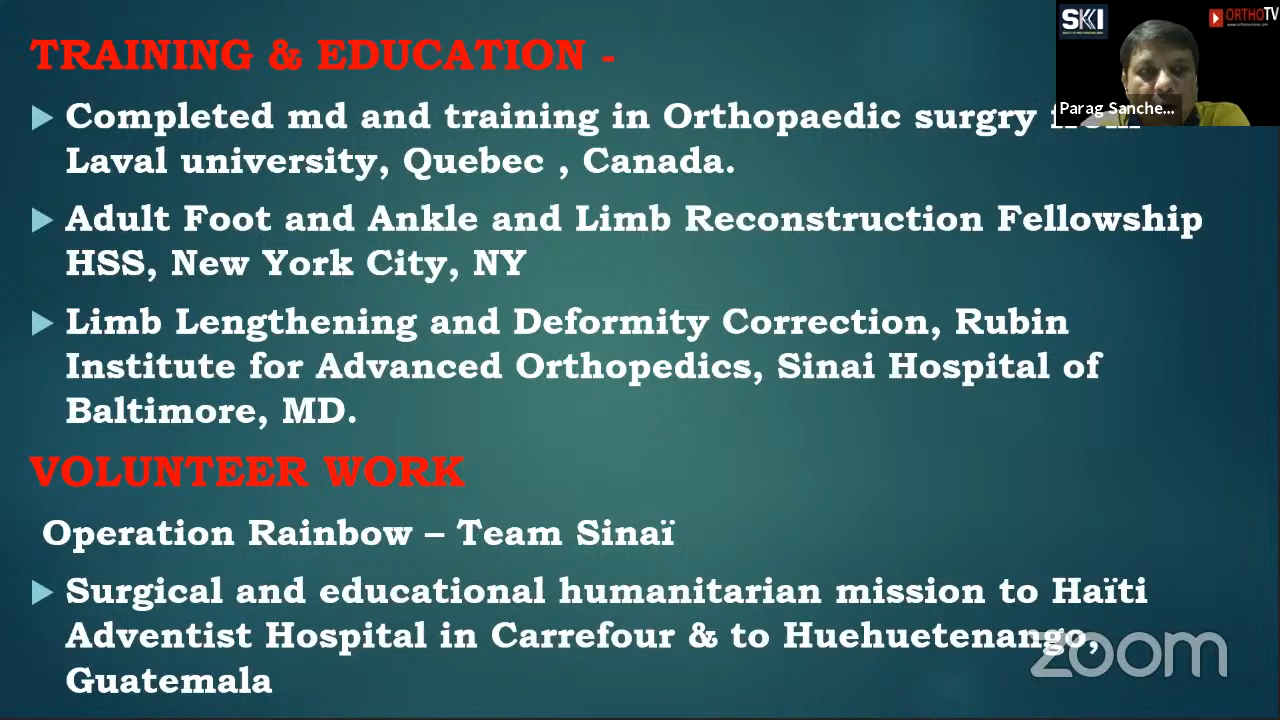 TRAINING & EDUCATION -
SKI
ORTHOTV
Parag Sanche...
Completed md and training in Orthopaedic surgry from
Laval university, Quebec , Canada.
Adult Foot and Ankle and Limb Reconstruction Fellowship
HSS, New York City, NY
Limb Lengthening and Deformity Correction, Rubin
Institute for Advanced Orthopedics, Sinai Hospital of
Baltimore, MD.
VOLUNTEER WORK
Operation Rainbow – Team Sinaï
Surgical and educational humanitarian mission to Haïti
Adventist Hospital in Carrefour & to Huehuetenango,
Guatemala
zoom